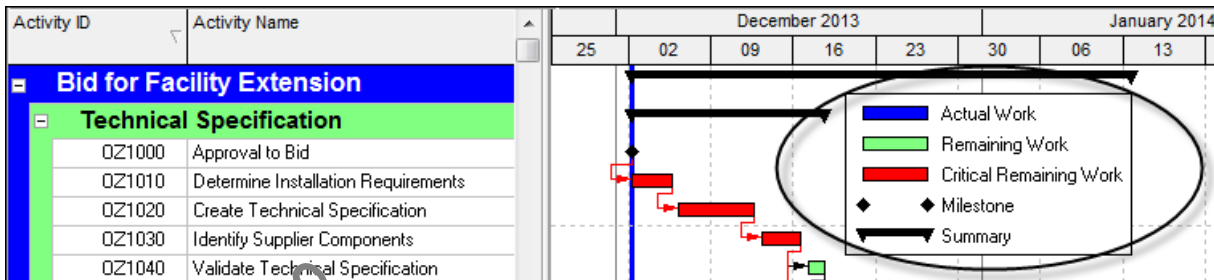 Activity ID Activity Name December 2013 January 2014
25 02 09 16 23 30 06 13
Bid for Facility Extension
Technical Specification
OZ1000 Approval to Bid
OZ1010 Determine Installation Requirements
OZ1020 Create Technical Specification
OZ1030 Identify Supplier Components
OZ1040 Validate Technical Specification
Actual Work
Remaining Work
Critical Remaining Work
Milestone
Summary